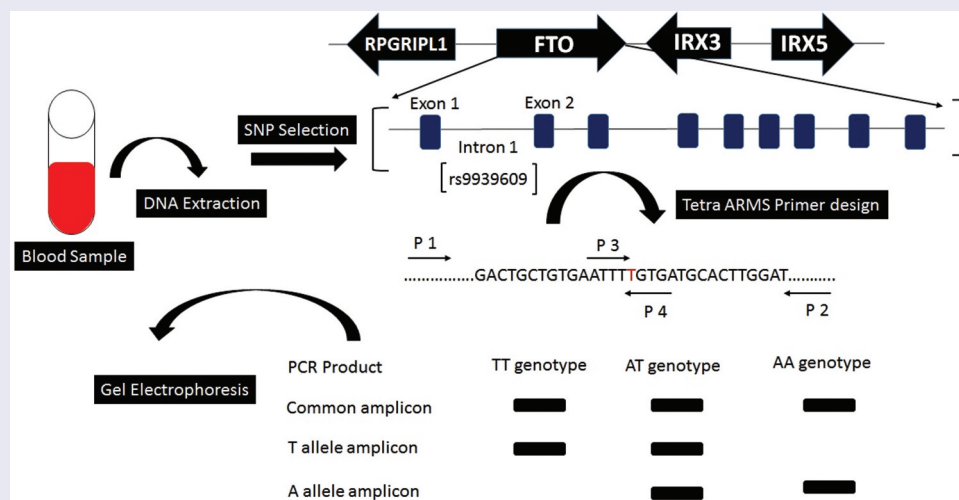 RPGRIPL1 FTO IRX3 IRX5
Exon 1 Exon 2
SNP Selection
Intron 1
[rs9939609]
DNA Extraction
Tetra ARMS Primer design
Blood Sample
P 1 P 3
...............GACTGCTGTGAATTTTGTGATGCACTTGGAT...........
P 4 P 2
PCR Product TT genotype AT genotype AA genotype
Gel Electrophoresis
Common amplicon
T allele amplicon
A allele amplicon